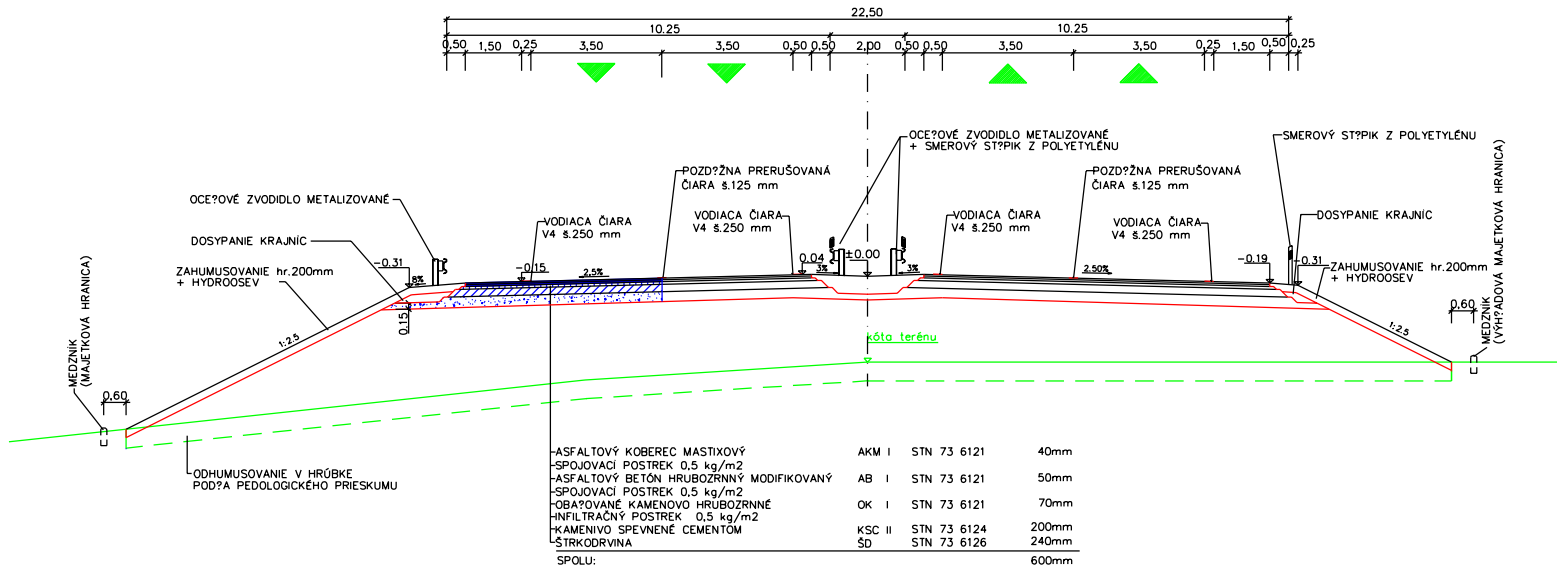 22,50
10.25 10.25
0,50 1,50 0,25 3,50 3,50 0,50 0,50 2,00 0,50 0,50 3,50 3,50 0,25 1,50 0,50 0,25
OCE?OVÉ ZVODIDLO METALIZOVANÉ
+ SMEROVÝ ST?PIK Z POLYETYLÉNU
SMEROVÝ ST?PIK Z POLYETYLÉNU
POZD?ŽNA PRERUŠOVANÁ
ČIARA š.125 mm
POZD?ŽNA PRERUŠOVANÁ
ČIARA š.125 mm
OCE?OVÉ ZVODIDLO METALIZOVANÉ
VODIACA ČIARA
V4 š.250 mm
VODIACA ČIARA
V4 š.250 mm
VODIACA ČIARA
V4 š.250 mm
VODIACA ČIARA
V4 š.250 mm
DOSYPANIE KRAJNÍC
DOSYPANIE KRAJNÍC
ZAHUMUSOVANIE hr.200mm
+ HYDROOSEV
ZAHUMUSOVANIE hr.200mm
+ HYDROOSEV
-0.31
8%
-0.15
2,5%
0.04
3%
±0.00
3%
2.50%
-0.19
-0.31
0,15
1:2.5
1:2.5
kóta terénu
MEDZNÍK
(MAJETKOVÁ HRANICA)
0,60
0,60
MEDZNÍK
(VÝH?ADOVÁ MAJETKOVÁ HRANICA)
ODHUMUSOVANIE V HRÚBKE
POD?A PEDOLOGICKÉHO PRIESKUMU
ASFALTOVÝ KOBEREC MASTIXOVÝ AKM I STN 73 6121 40mm
SPOJOVACÍ POSTREK 0,5 kg/m2
ASFALTOVÝ BETÓN HRUBOZRNNÝ MODIFIKOVANÝ AB I STN 73 6121 50mm
SPOJOVACÍ POSTREK 0,5 kg/m2
OBA?OVANÉ KAMENOVO HRUBOZRNNÉ OK I STN 73 6121 70mm
INFILTRAČNÝ POSTREK 0,5 kg/m2
KAMENIVO SPEVNENÉ CEMENTOM KSC II STN 73 6124 200mm
ŠTRKODRVINA ŠD STN 73 6126 240mm
SPOLU: 600mm